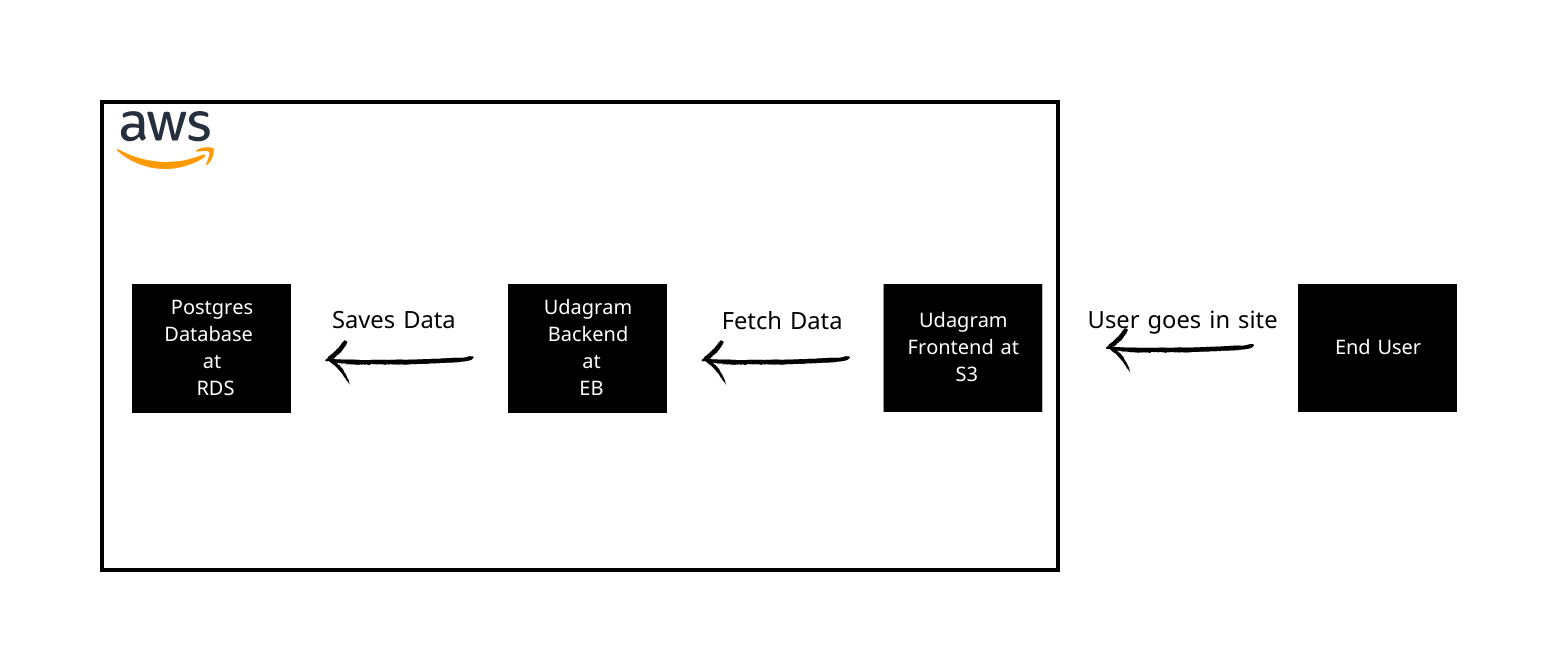 aws
Postgres
Database
at
RDS
Saves Data
Udagram
Backend
at
EB
Fetch Data
Udagram
Frontend at
S3
User goes in site
End User